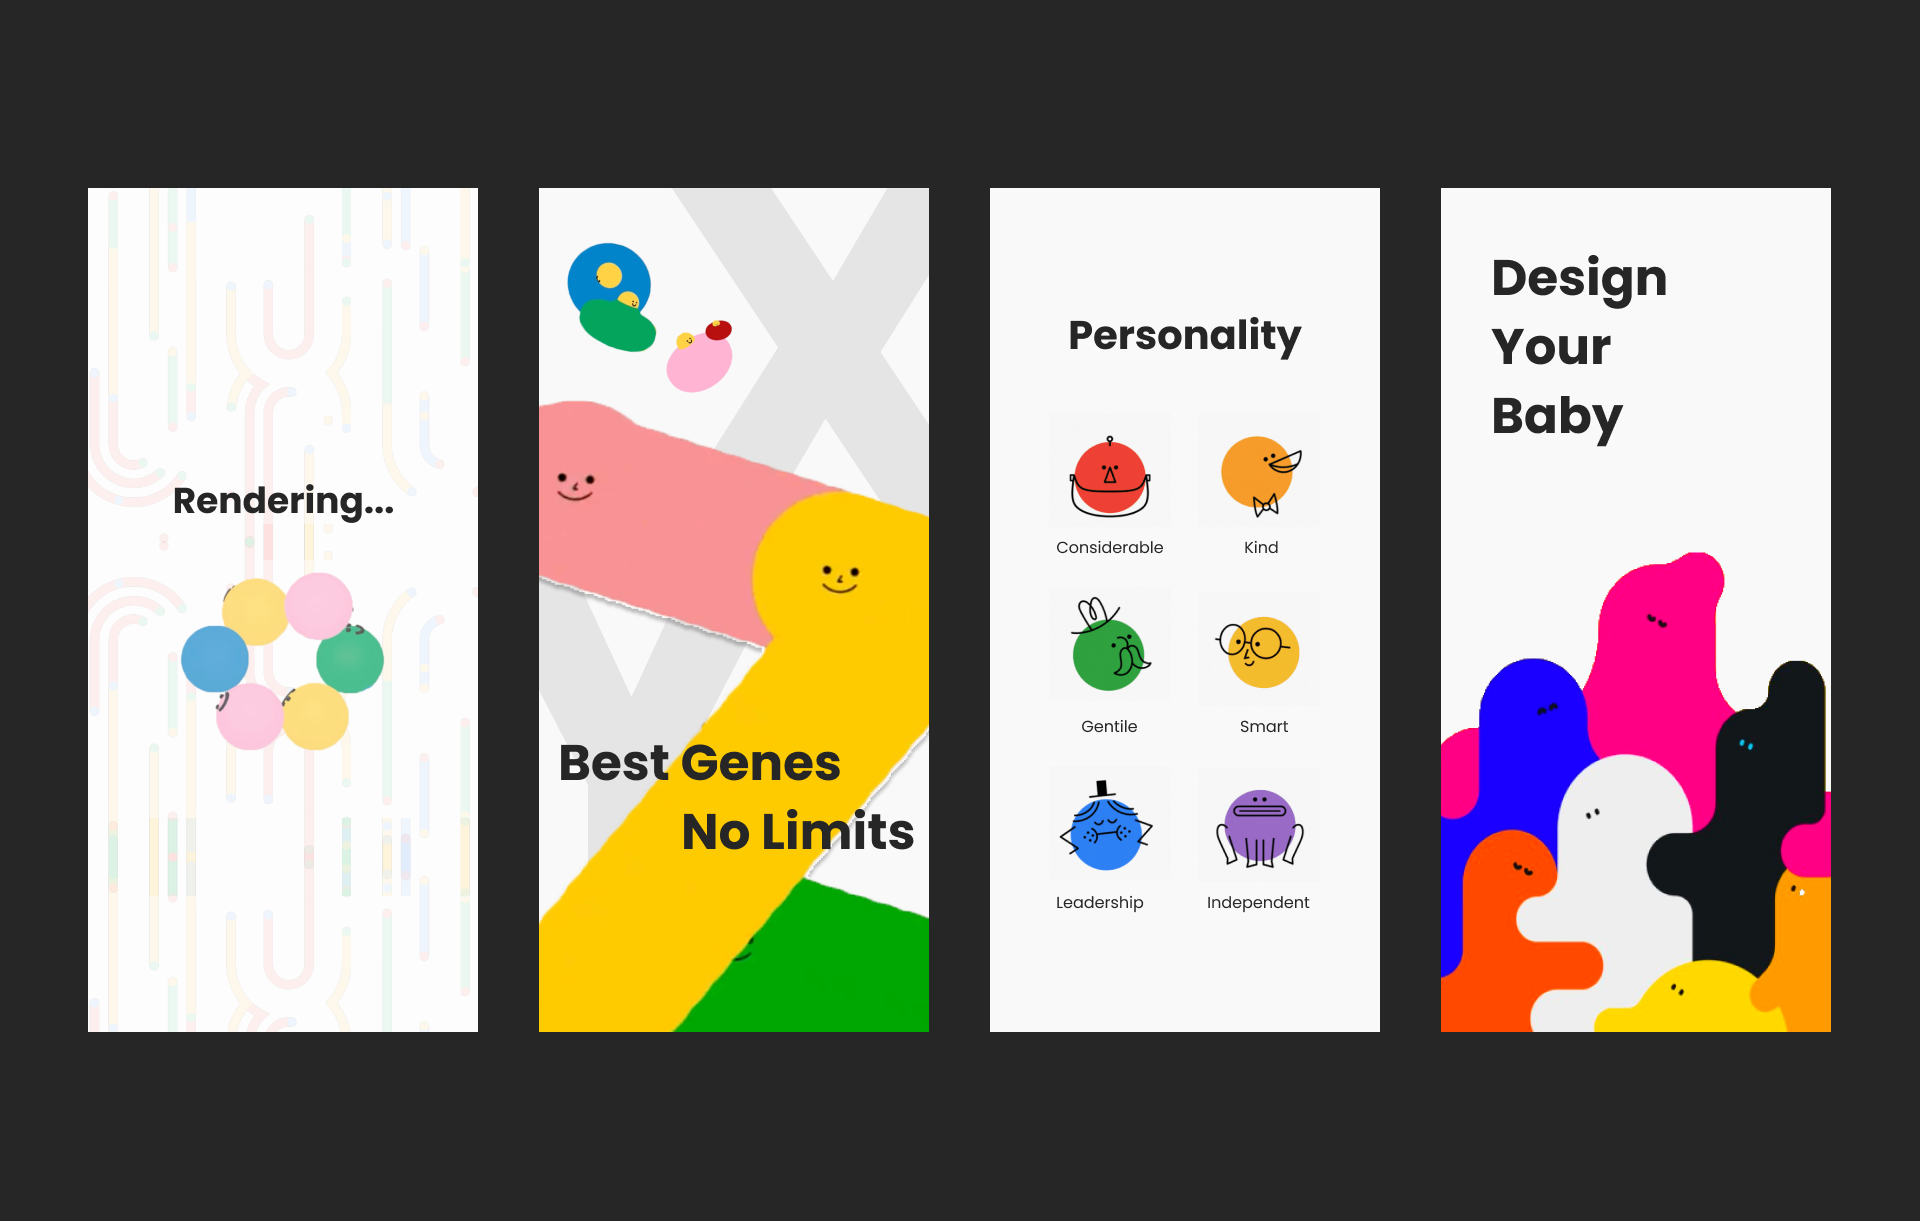 Rendering...
Best Genes
No Limits
Personality
Considerable
Kind
Gentile
Smart
Leadership
Independent
Design
Your
Baby